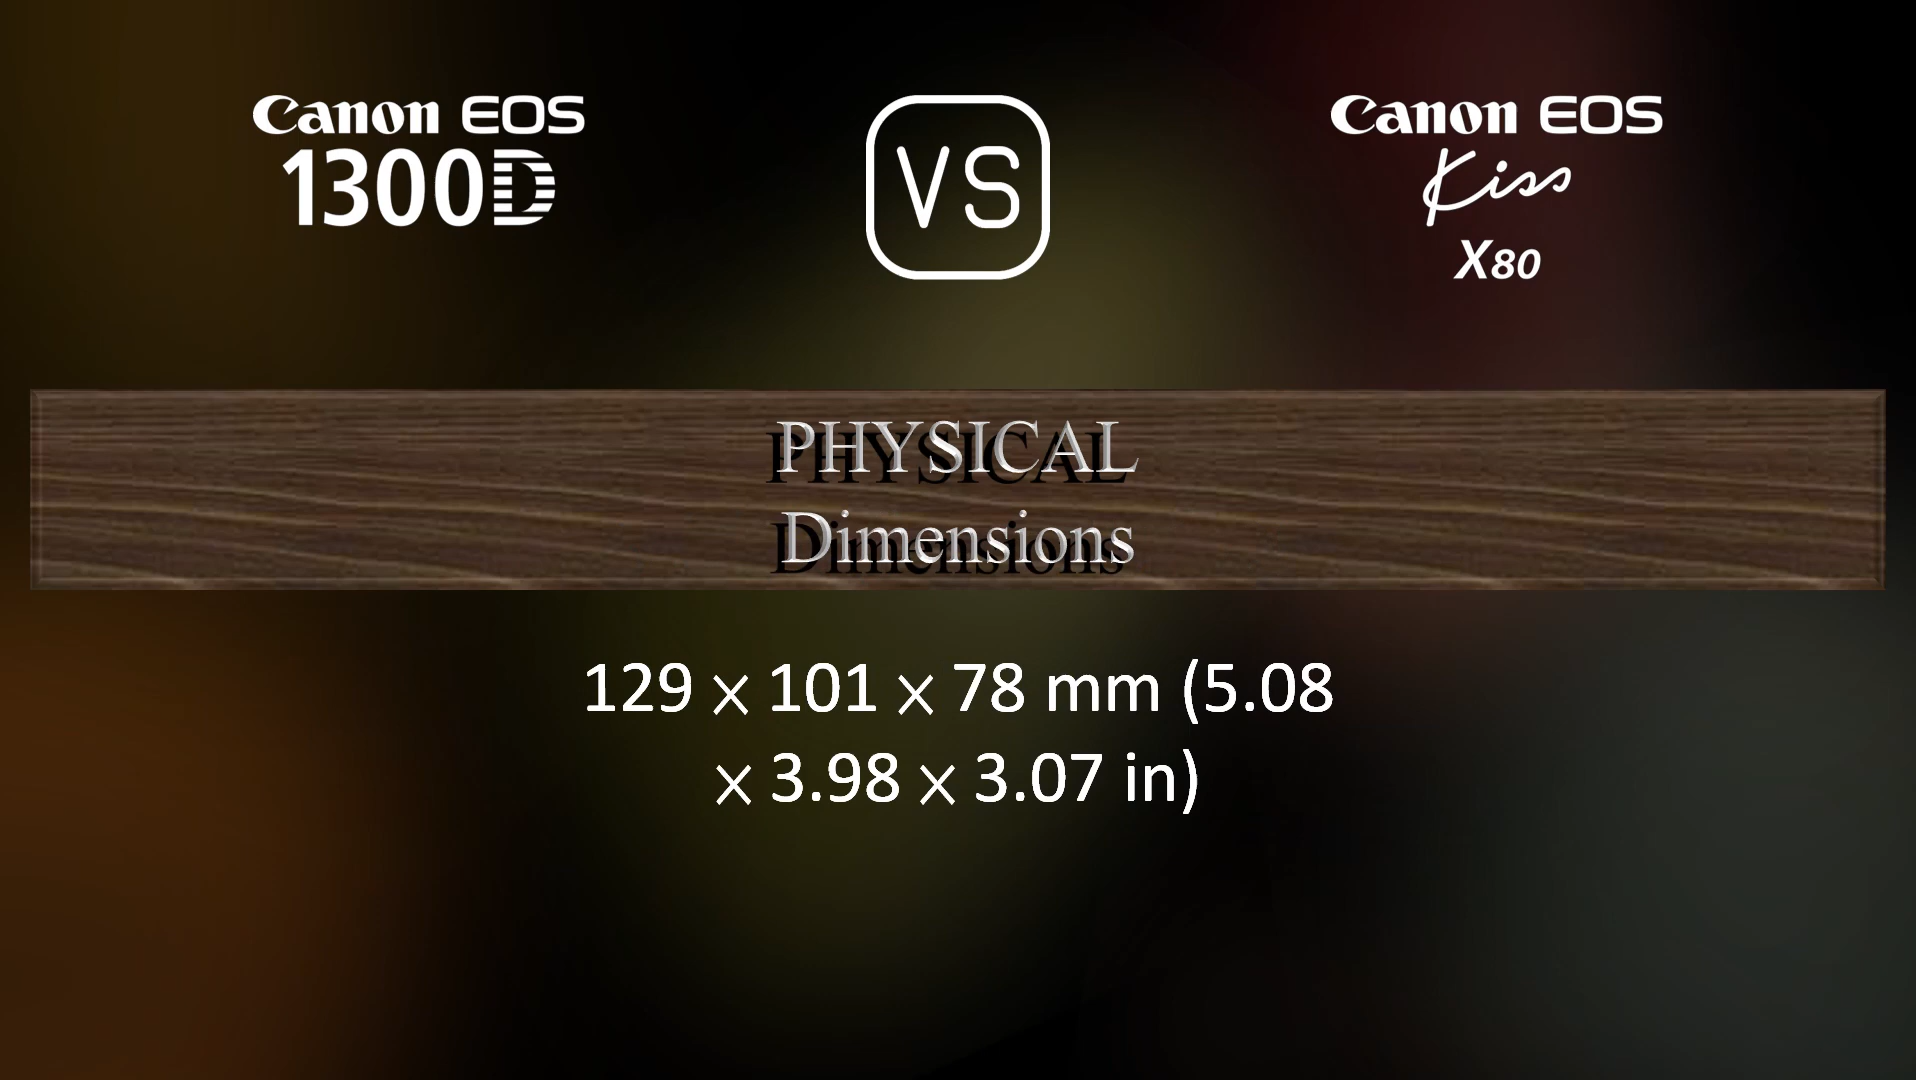 Canon EOS
1300D
VS
Canon EOS
Kiss
X80
PHYSICAL
Dimensions
129 x 101 x 78 mm (5.08
x 3.98 x 3.07 in)